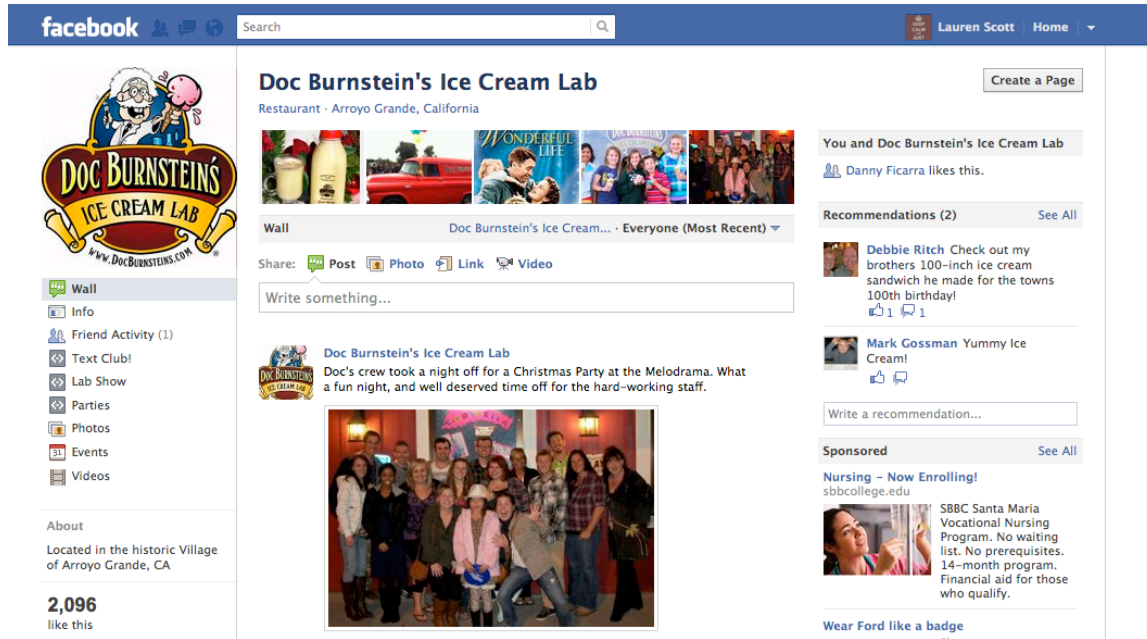 facebook
Search
Lauren Scott
Home
DOC BURNSTEIN'S
ICE CREAM LAB
WWW.DOCBURNSTEINS.COM
Wall
Info
Friend Activity (1)
Text Club!
Lab Show
Parties
Photos
Events
Videos
About
Located in the historic Village
of Arroyo Grande, CA
2,096
like this
Doc Burnstein's Ice Cream Lab
Restaurant · Arroyo Grande, California
WONDERFUL
LIFE
Wall
Doc Burnstein's Ice Cream... · Everyone (Most Recent)
Share: Post Photo Link Video
Write something...
DOC BURNSTEIN'S
ICE CREAM LAB
Doc Burnstein's Ice Cream Lab
Doc's crew took a night off for a Christmas Party at the Melodrama. What
a fun night, and well deserved time off for the hard-working staff.
Create a Page
You and Doc Burnstein's Ice Cream Lab
Danny Ficarra likes this.
Recommendations (2) See All
Debbie Ritch Check out my
brothers 100-inch ice cream
sandwich he made for the towns
100th birthday!
1 1
Mark Gossman Yummy Ice
Cream!
Write a recommendation...
Sponsored See All
Nursing - Now Enrolling!
sbbcollege.edu
SBBC Santa Maria
Vocational Nursing
Program. No waiting
list. No prerequisites.
14-month program.
Financial aid for those
who qualify.
Wear Ford like a badge